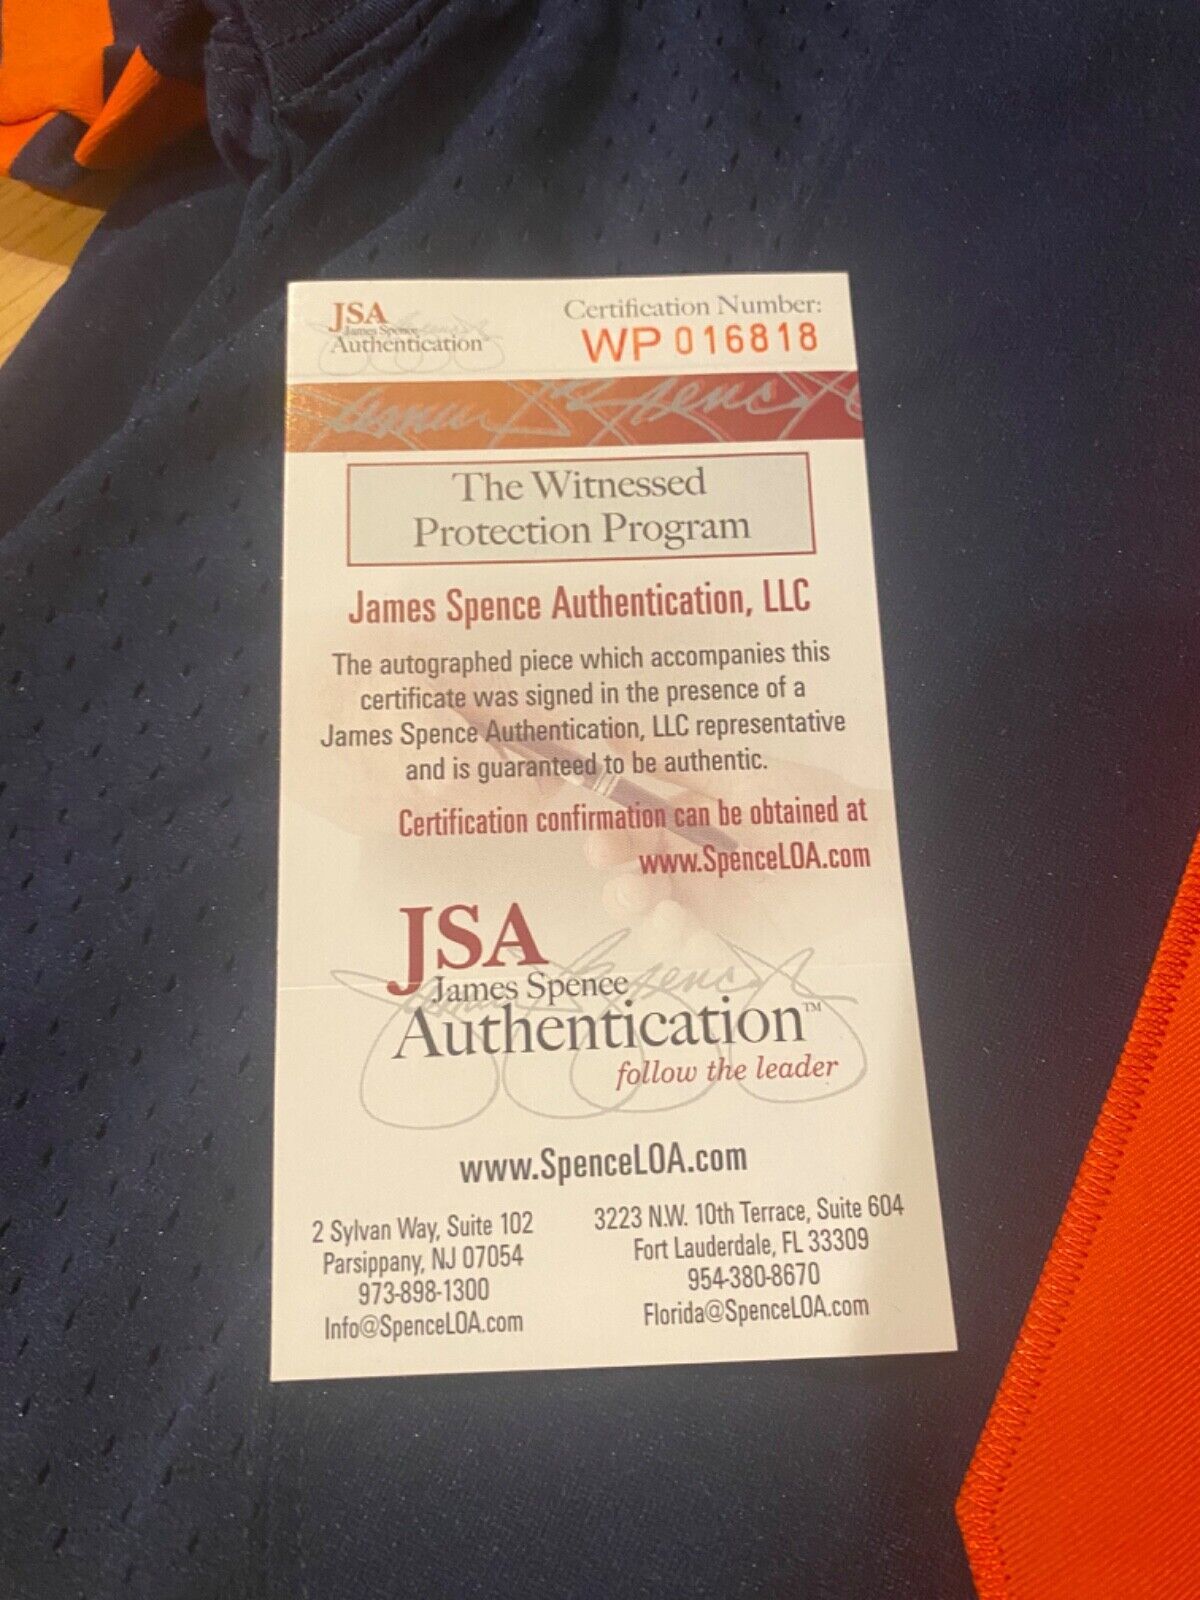 JSA
James Spence
Authentication
Certification Number:
WP 016818
The Witnessed
Protection Program
James Spence Authentication, LLC
The autographed piece which accompanies this
certificate was signed in the presence of a
James Spence Authentication, LLC representative
and is guaranteed to be authentic.
Certification confirmation can be obtained at
www.SpenceLOA.com
JSA
James Spence
Authentication™
follow the leader
www.SpenceLOA.com
2 Sylvan Way, Suite 102
Parsippany, NJ 07054
973-898-1300
Info@SpenceLOA.com
3223 N.W. 10th Terrace, Suite 604
Fort Lauderdale, FL 33309
954-380-8670
Florida@SpenceLOA.com